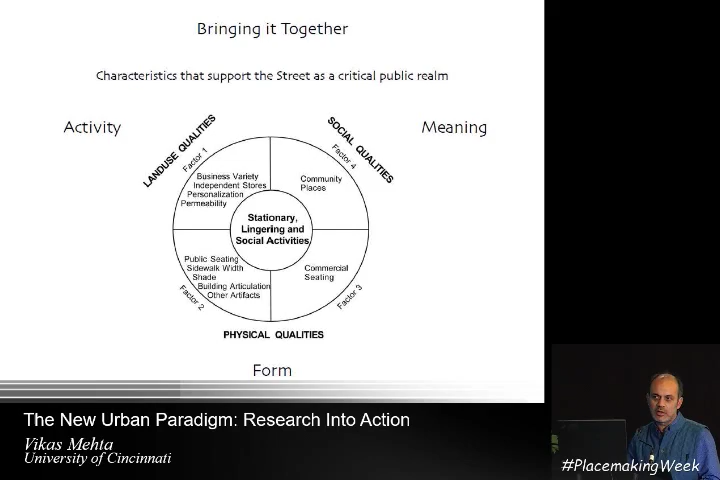 Bringing it Together
Characteristics that support the Street as a critical public realm
Activity
Meaning
LANDUSE QUALITIES
Factor 1
SOCIAL QUALITIES
Factor 4
Business Variety
Independent Stores
Personalization
Permeability
Community
Places
Stationary,
Lingering and
Social Activities
Public Seating
Sidewalk Width
Shade
Building Articulation
Other Artifacts
Factor 2
Commercial
Seating
Factor 3
PHYSICAL QUALITIES
Form
The New Urban Paradigm: Research Into Action
Vikas Mehta
University of Cincinnati
#PlacemakingWeek